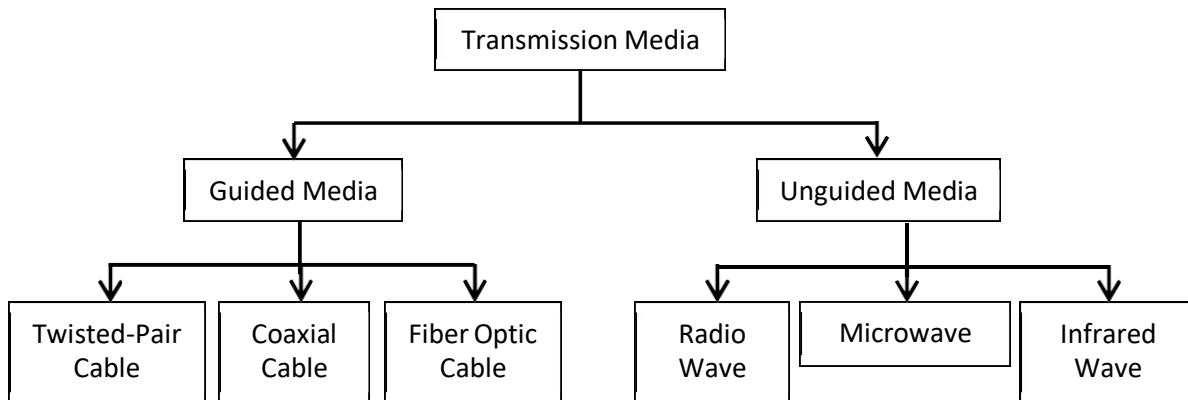 Transmission Media
Guided Media
Unguided Media
Twisted-Pair
Cable
Coaxial
Cable
Fiber Optic
Cable
Radio
Wave
Microwave
Infrared
Wave